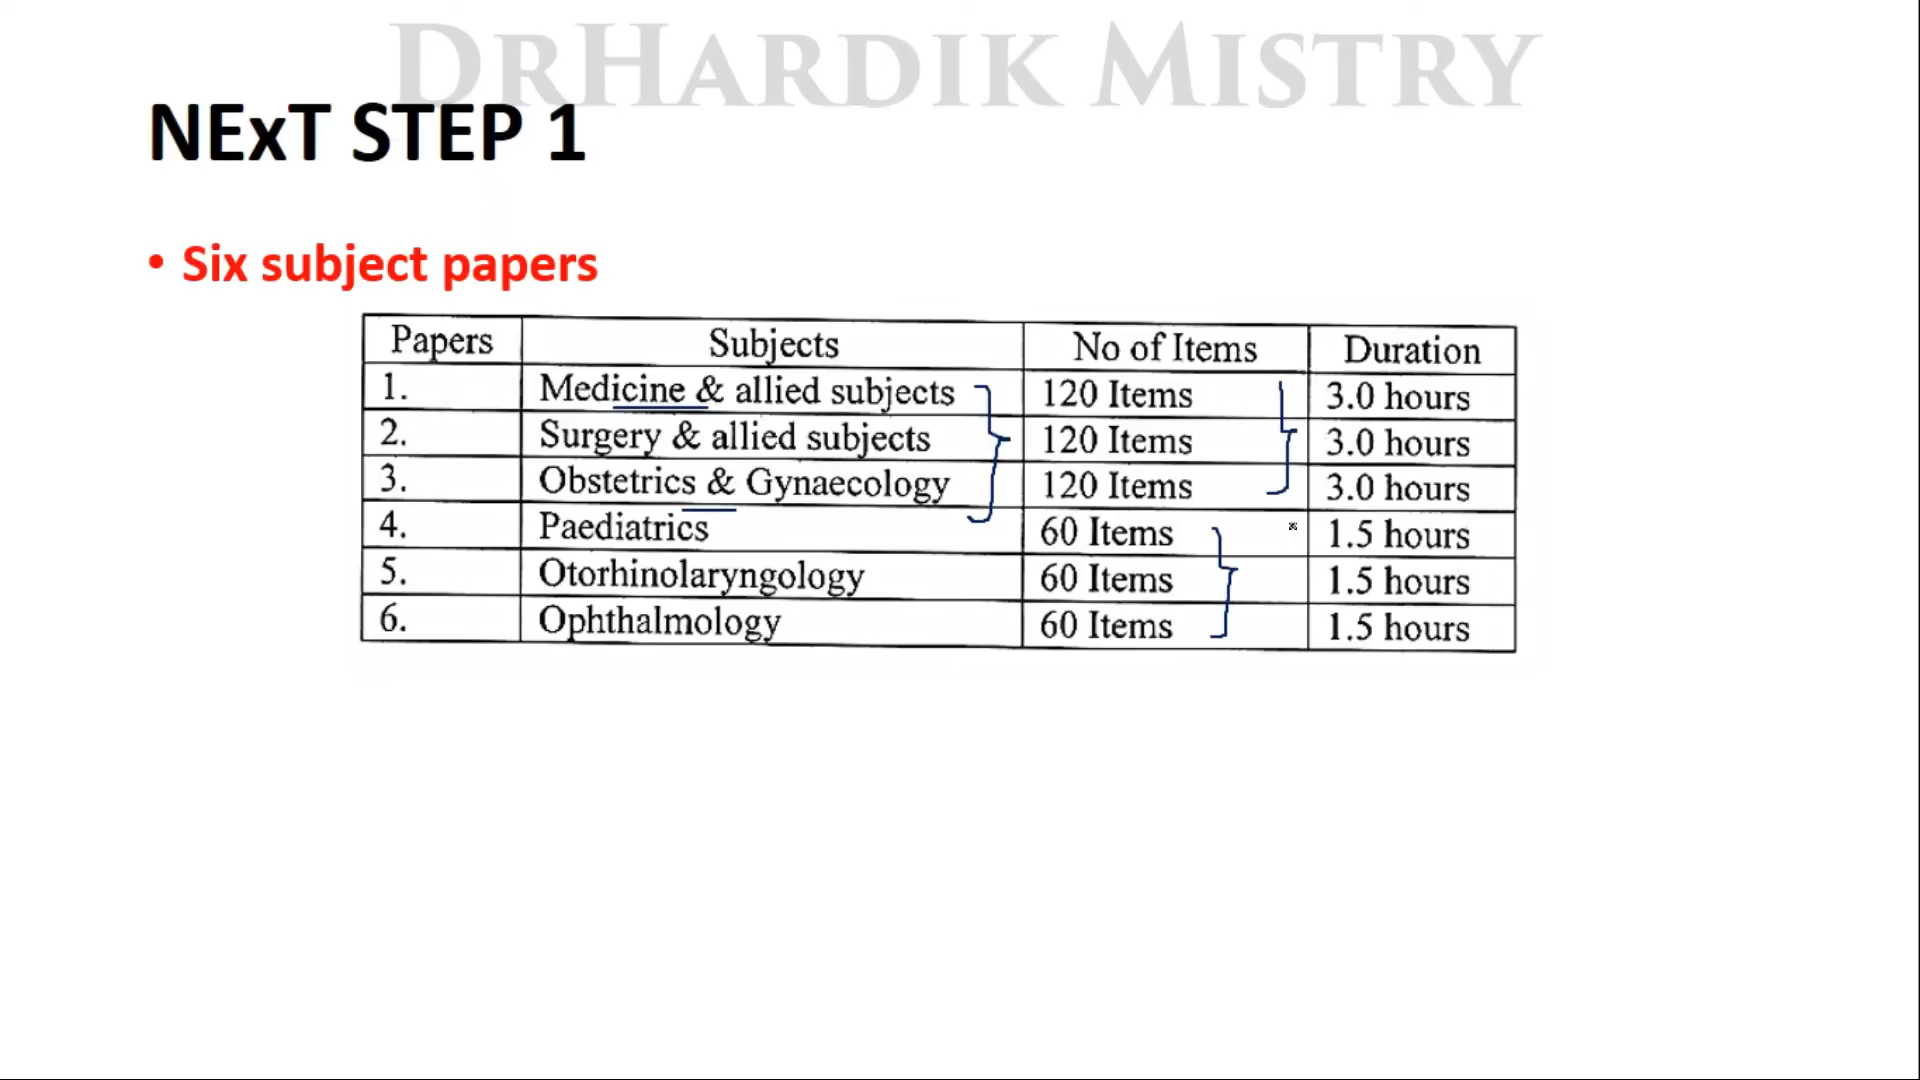 DRHARDIK MISTRY
NExT STEP 1
• Six subject papers
Papers Subjects No of Items Duration
1. Medicine & allied subjects 120 Items 3.0 hours
2. Surgery & allied subjects 120 Items 3.0 hours
3. Obstetrics & Gynaecology 120 Items 3.0 hours
4. Paediatrics 60 Items 1.5 hours
5. Otorhinolaryngology 60 Items 1.5 hours
6. Ophthalmology 60 Items 1.5 hours